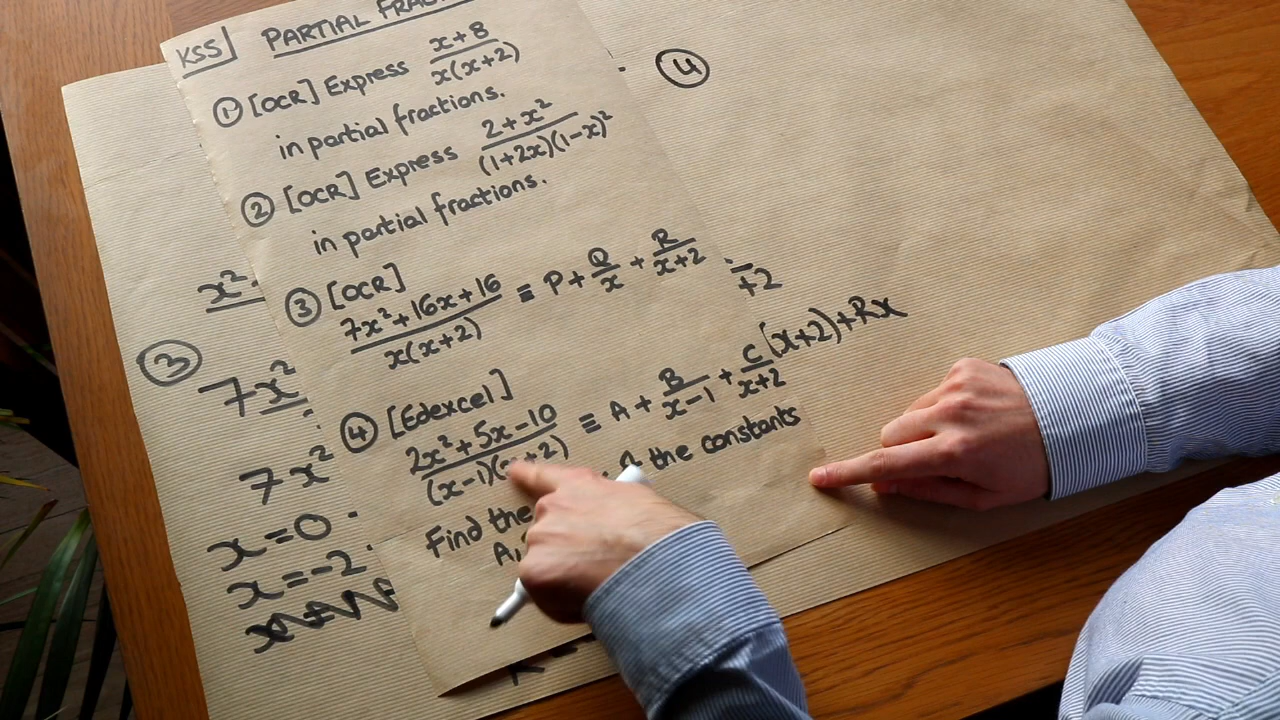 KS5] PARTIAL FRAC
① [OCR] Express (x+8)/(x(x+2))
in partial fractions.
② [OCR] Express (2+x²)/((1+2x)(1-x)²)
in partial fractions.
③ [OCR]
(7x²+16x+16)/(x(x+2)) ≡ P + Q/x + R/(x+2)
④ [Edexcel]
(2x²+5x-10)/((x-1)(x+2)) ≡ A + B/(x-1) + C/(x+2)
Find the the constants
A,
④
x²
+2
③
7x²
7x²
(x+2)+Rx
x=0
x=-2